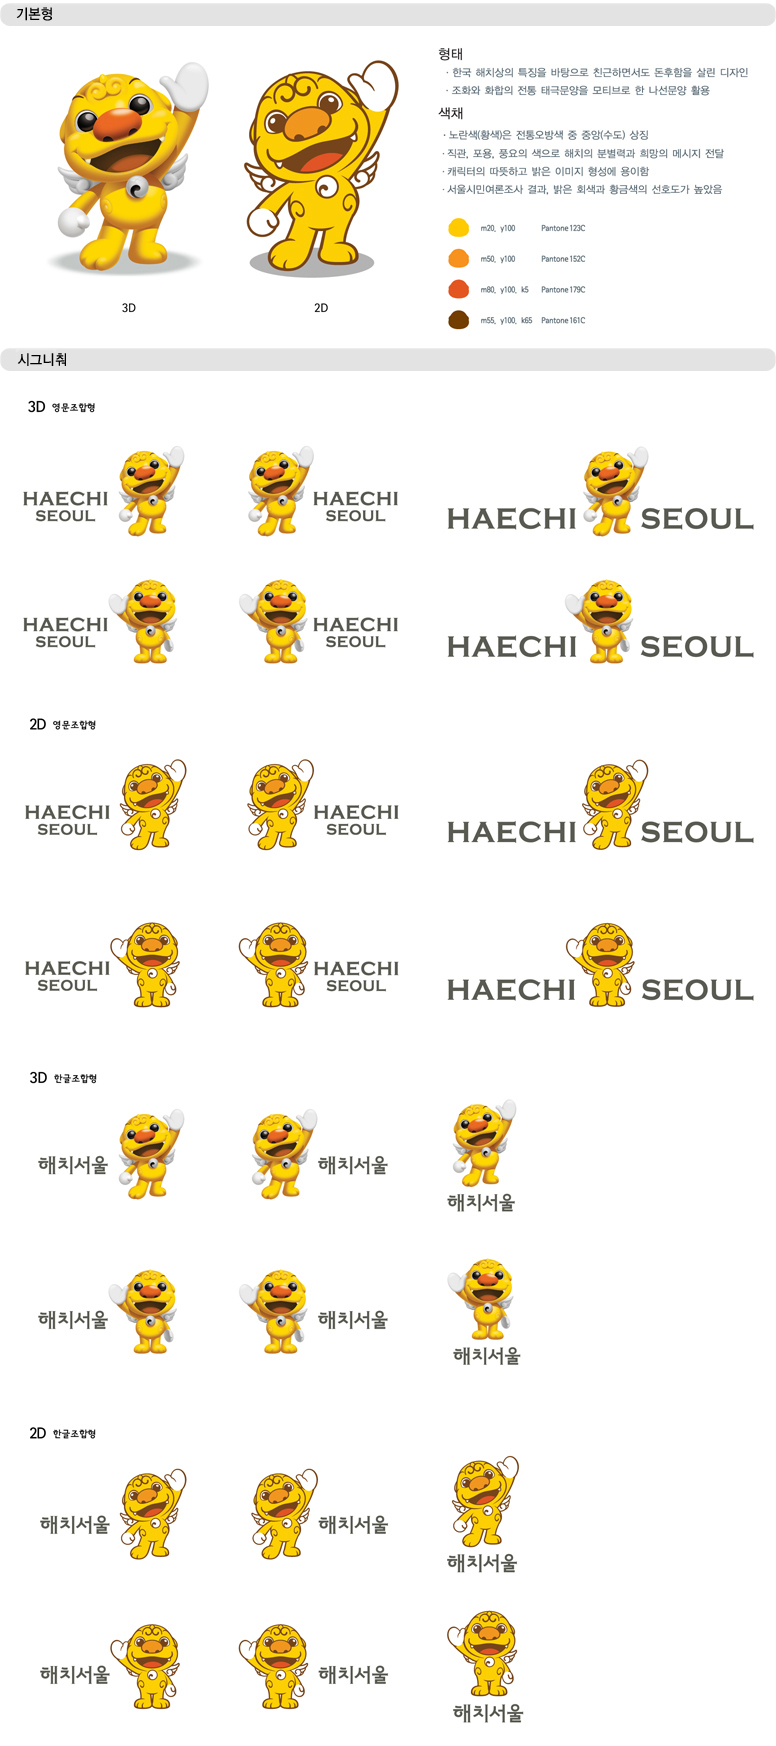 기본형
형태
· 한국 해치상의 특징을 바탕으로 친근하면서도 돈후함을 살린 디자인
· 조화와 화합의 전통 태극문양을 모티브로 한 나선문양 활용
색채
· 노란색(황색)은 전통오방색 중 중앙(수도) 상징
· 직관, 포용, 풍요의 색으로 해치의 분별력과 희망의 메시지 전달
· 캐릭터의 따뜻하고 밝은 이미지 형성에 용이함
· 서울시민여론조사 결과, 밝은 회색과 황금색의 선호도가 높았음
m20, y100 Pantone 123C
m50, y100 Pantone 152C
m80, y100, k5 Pantone 179C
m55, y100, k65 Pantone 161C
3D 2D
시그니춰
3D 영문조합형
HAECHI
SEOUL
HAECHI
SEOUL
HAECHI SEOUL
HAECHI
SEOUL
HAECHI
SEOUL
HAECHI SEOUL
2D 영문조합형
HAECHI
SEOUL
HAECHI
SEOUL
HAECHI SEOUL
HAECHI
SEOUL
HAECHI
SEOUL
HAECHI SEOUL
3D 한글조합형
해치서울
해치서울
해치서울
해치서울
해치서울
해치서울
2D 한글조합형
해치서울
해치서울
해치서울
해치서울
해치서울
해치서울